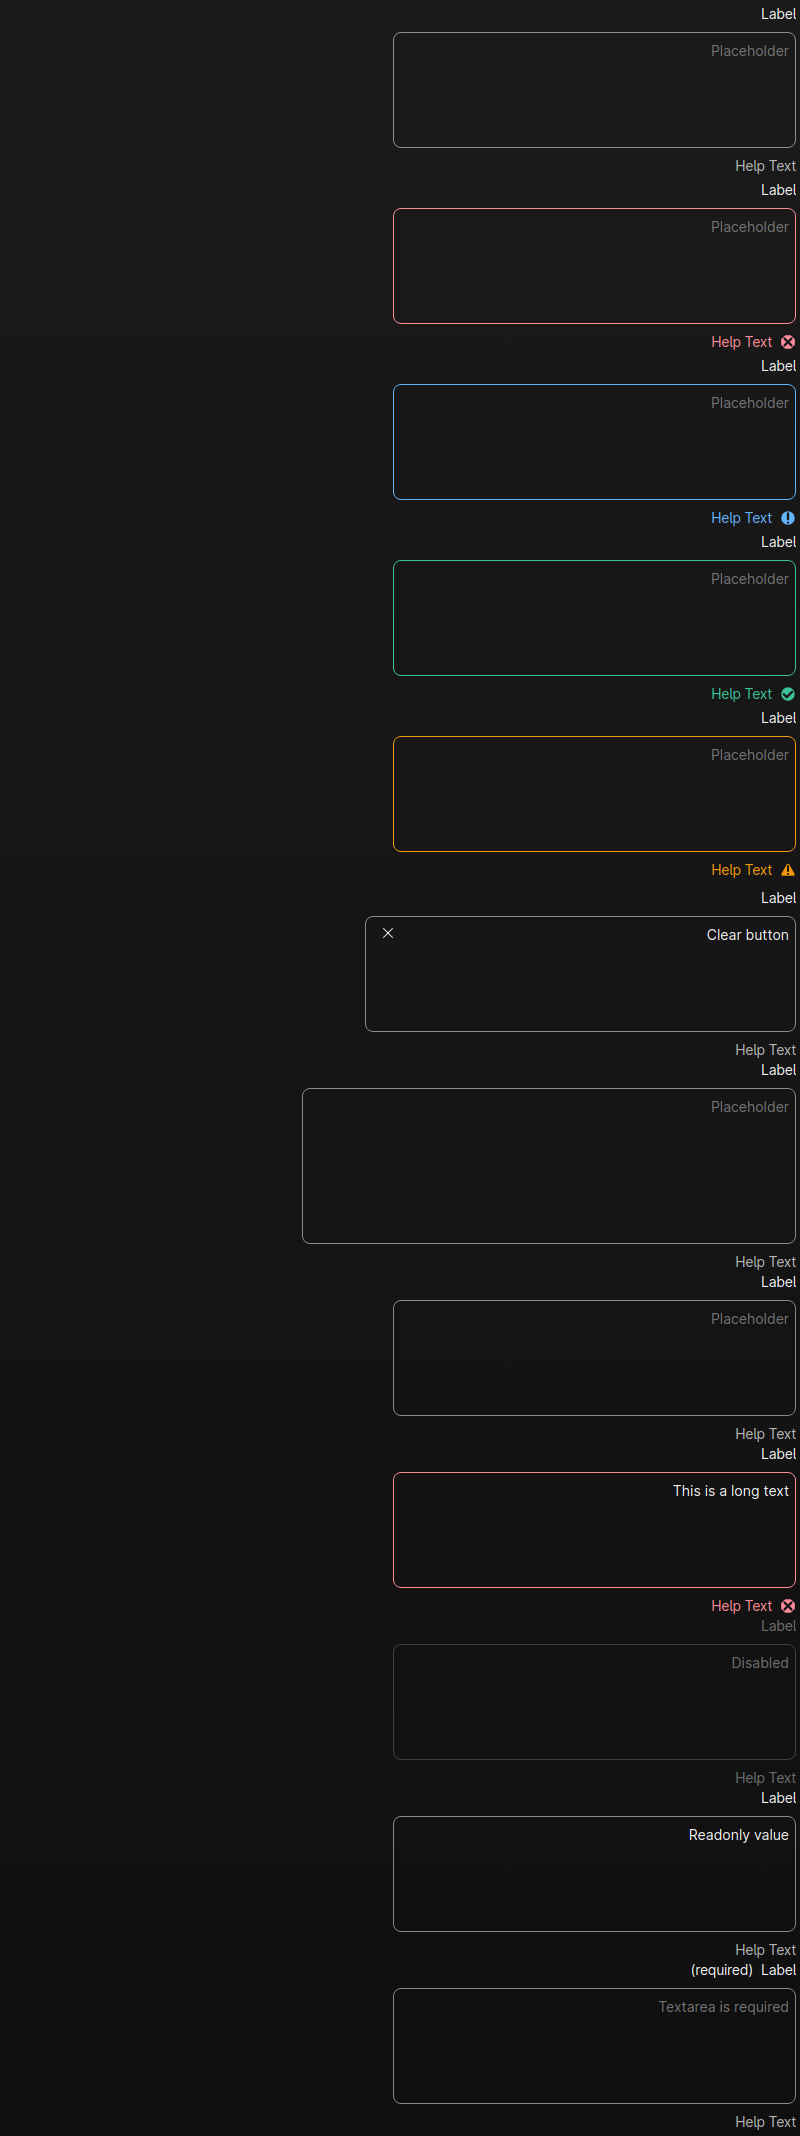 Label
Placeholder
Help Text
Label
Placeholder
Help Text
Label
Placeholder
Help Text
Label
Placeholder
Help Text
Label
Placeholder
Help Text
Label
Clear button
Help Text
Label
Placeholder
Help Text
Label
Placeholder
Help Text
Label
This is a long text
Help Text
Label
Disabled
Help Text
Label
Readonly value
Help Text
(required) Label
Textarea is required
Help Text